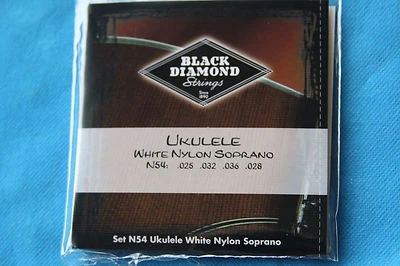 BLACK
DIAMOND
Strings
Since
1890
UKULELE
WHITE NYLON SOPRANO
N54: .025 .032 .036 .028
Set N54 Ukulele White Nylon Soprano